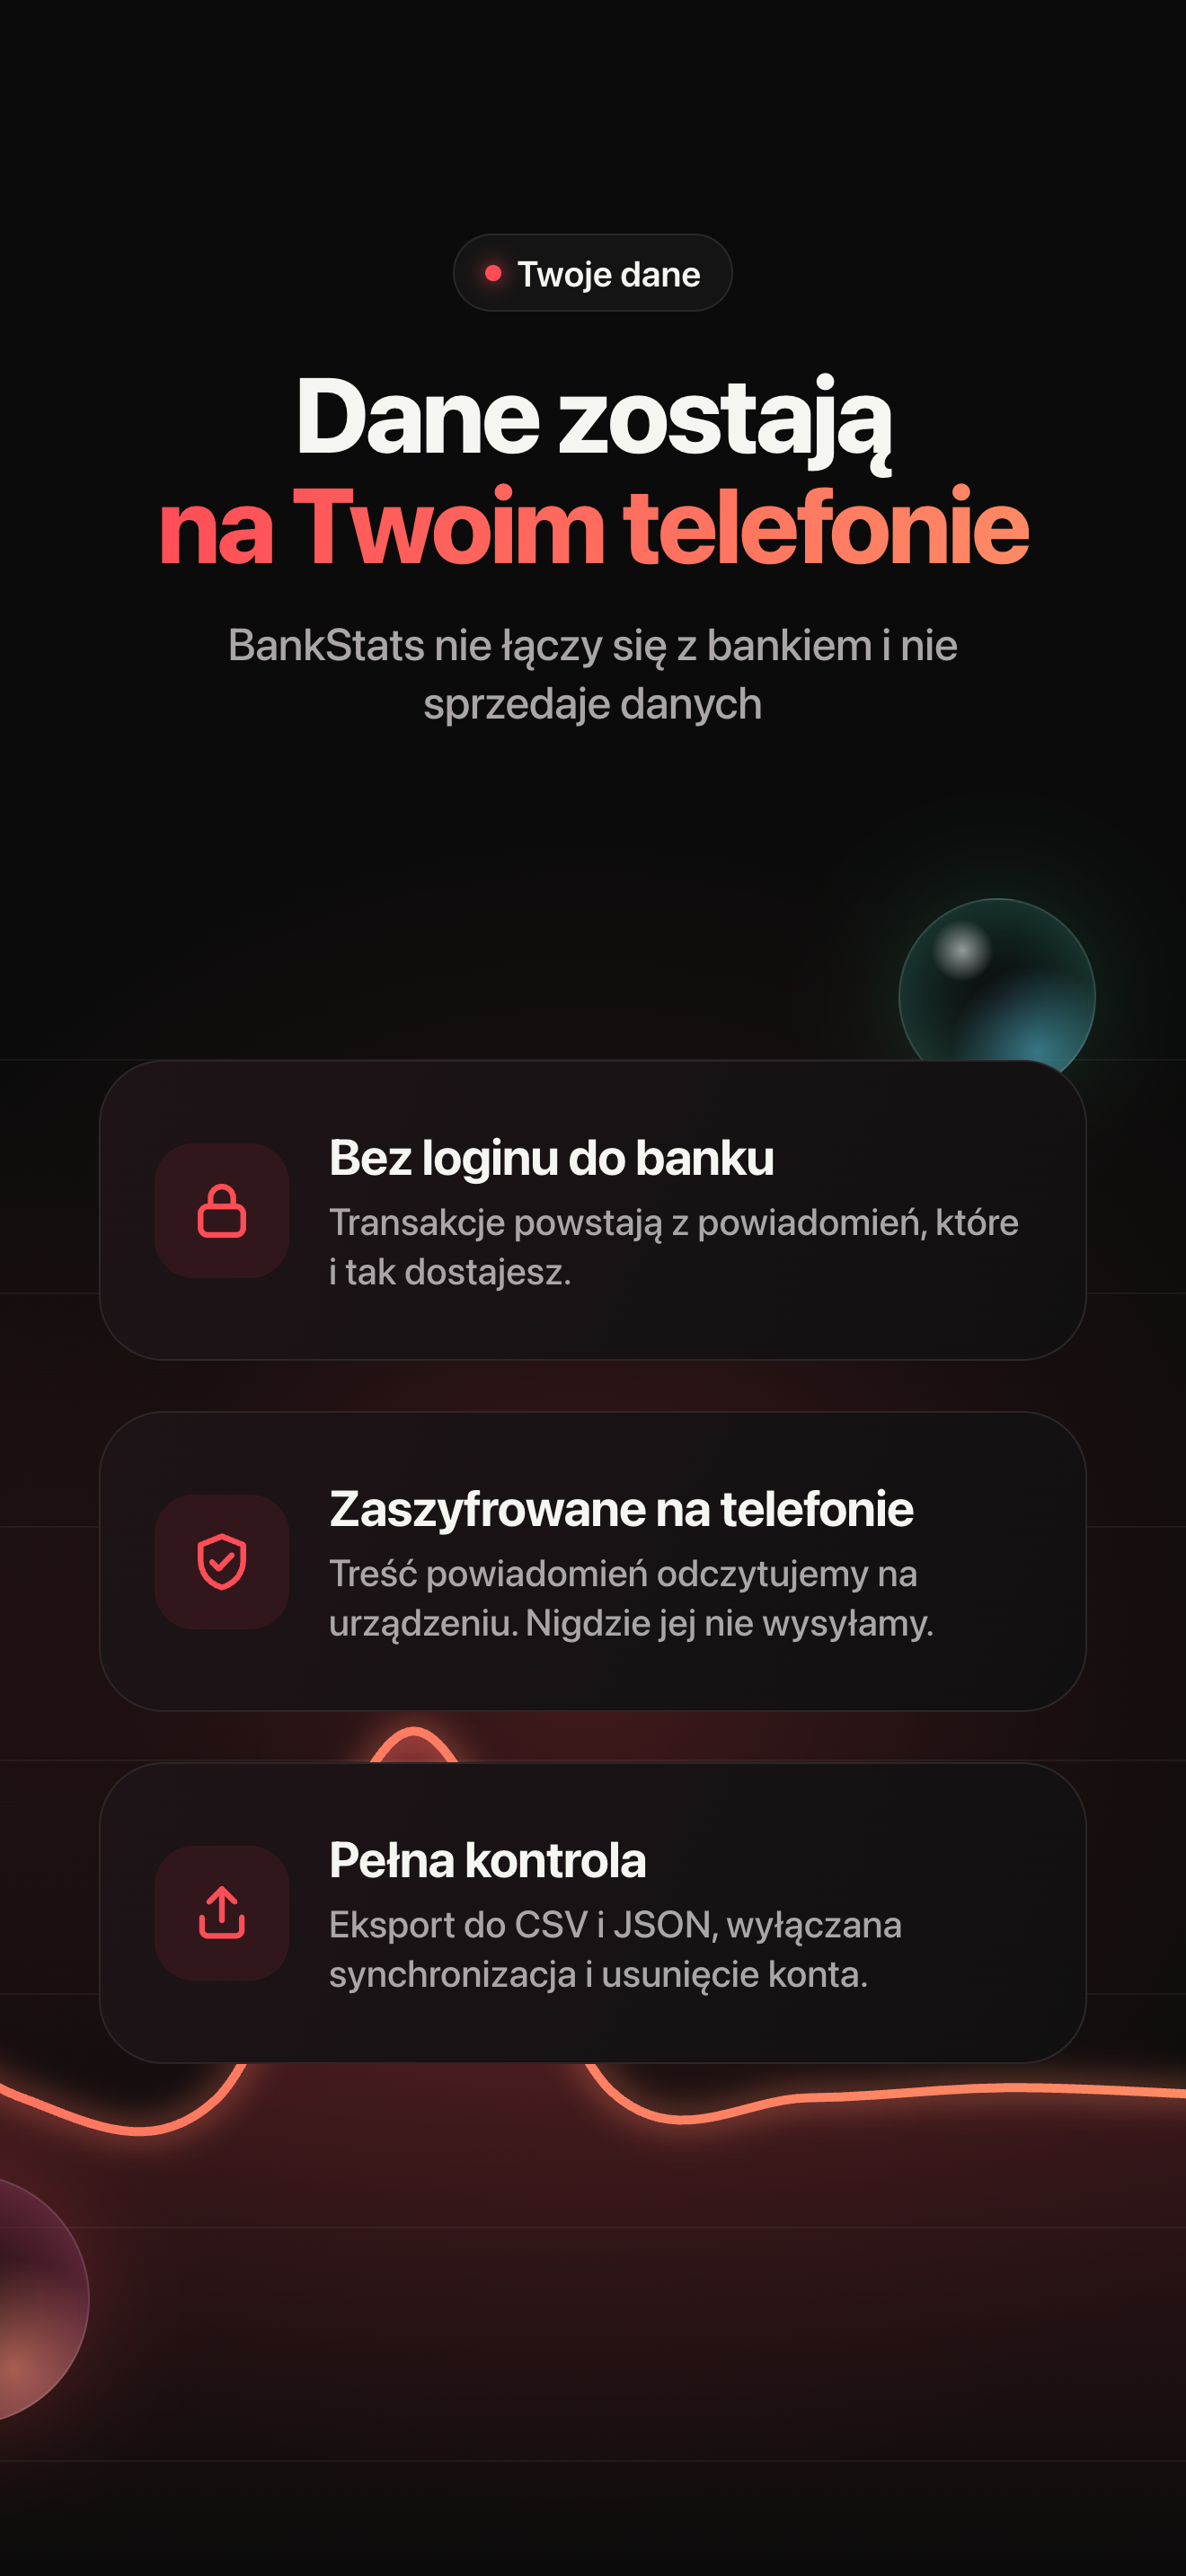 Twoje dane
Dane zostają
na Twoim telefonie
BankStats nie łączy się z bankiem i nie
sprzedaje danych
Bez loginu do banku
Transakcje powstają z powiadomień, które
i tak dostajesz.
Zaszyfrowane na telefonie
Treść powiadomień odczytujemy na
urządzeniu. Nigdzie jej nie wysyłamy.
Pełna kontrola
Eksport do CSV i JSON, wyłączana
synchronizacja i usunięcie konta.